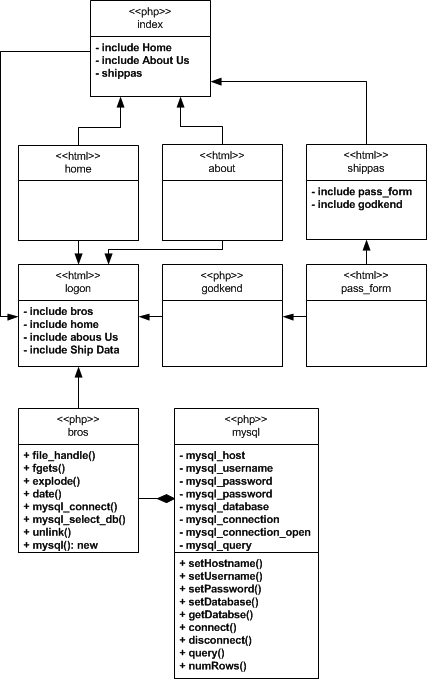 <<php>>
index
- include Home
- include About Us
- shippas
<<html>>
home
<<html>>
about
<<html>>
shippas
- include pass_form
- include godkend
<<html>>
logon
- include bros
- include home
- include abous Us
- include Ship Data
<<php>>
godkend
<<html>>
pass_form
<<php>>
bros
+ file_handle()
+ fgets()
+ explode()
+ date()
+ mysql_connect()
+ mysql_select_db()
+ unlink()
+ mysql(): new
<<php>>
mysql
- mysql_host
- mysql_username
- mysql_password
- mysql_password
- mysql_database
- mysql_connection
- mysql_connection_open
- mysql_query
+ setHostname()
+ setUsername()
+ setPassword()
+ setDatabase()
+ getDatabse()
+ connect()
+ disconnect()
+ query()
+ numRows()